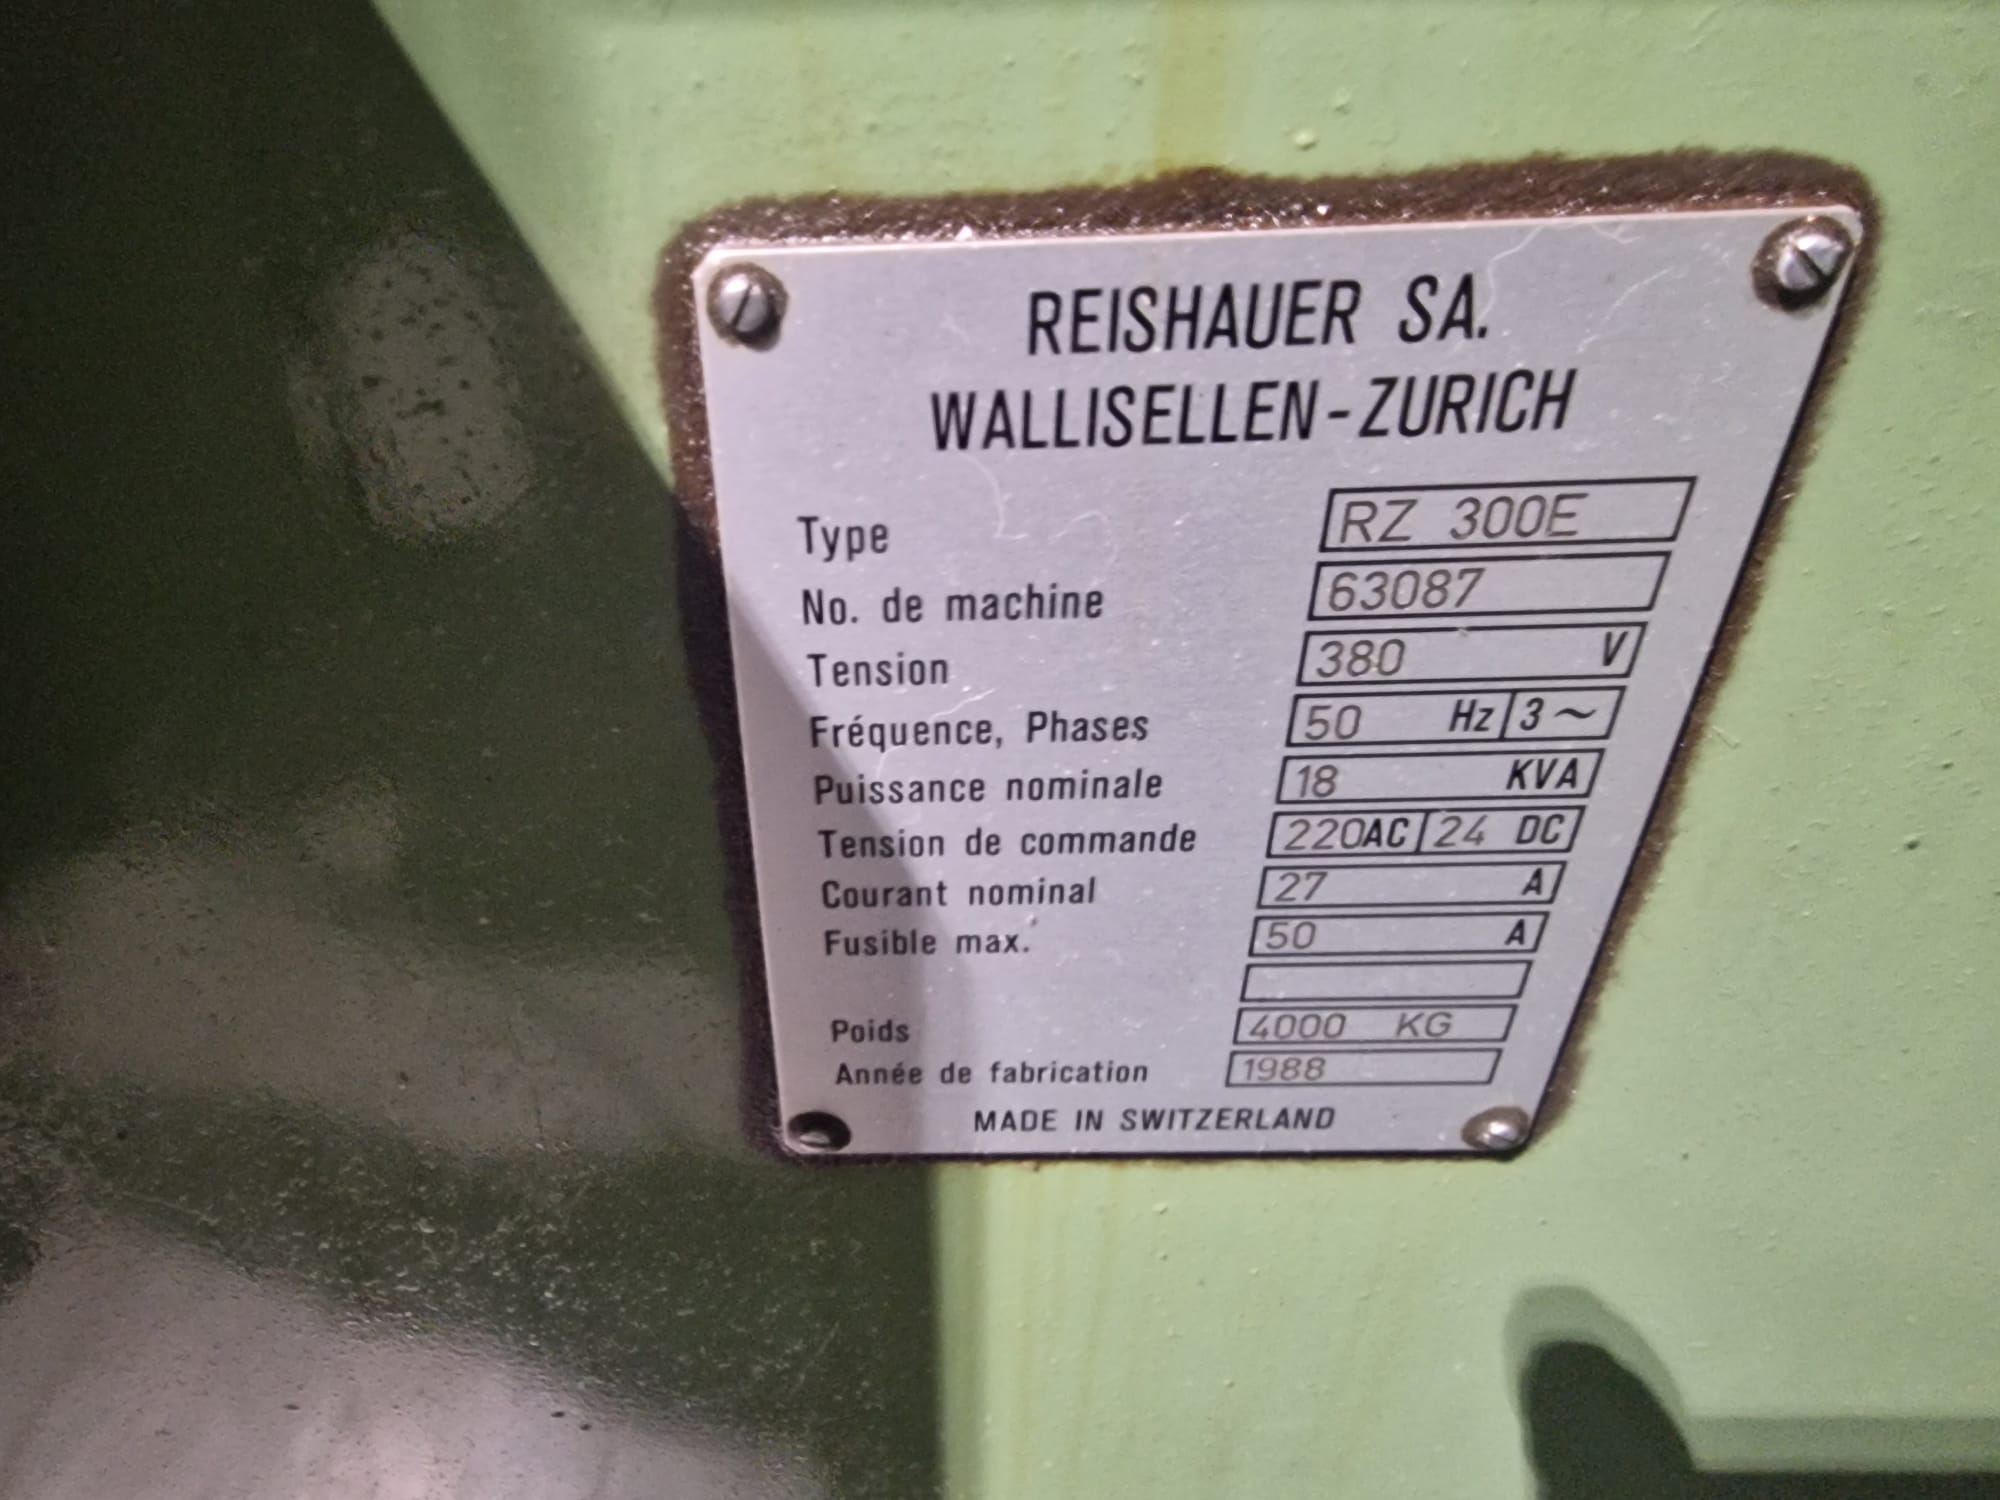 REISHAUER SA.
WALLISELLEN-ZURICH
Type RZ 300E
No. de machine 63087
Tension 380 V
Fréquence, Phases 50 Hz 3 ~
Puissance nominale 18 KVA
Tension de commande 220AC 24 DC
Courant nominal 27 A
Fusible max. 50 A
Poids 4000 KG
Année de fabrication 1988
MADE IN SWITZERLAND